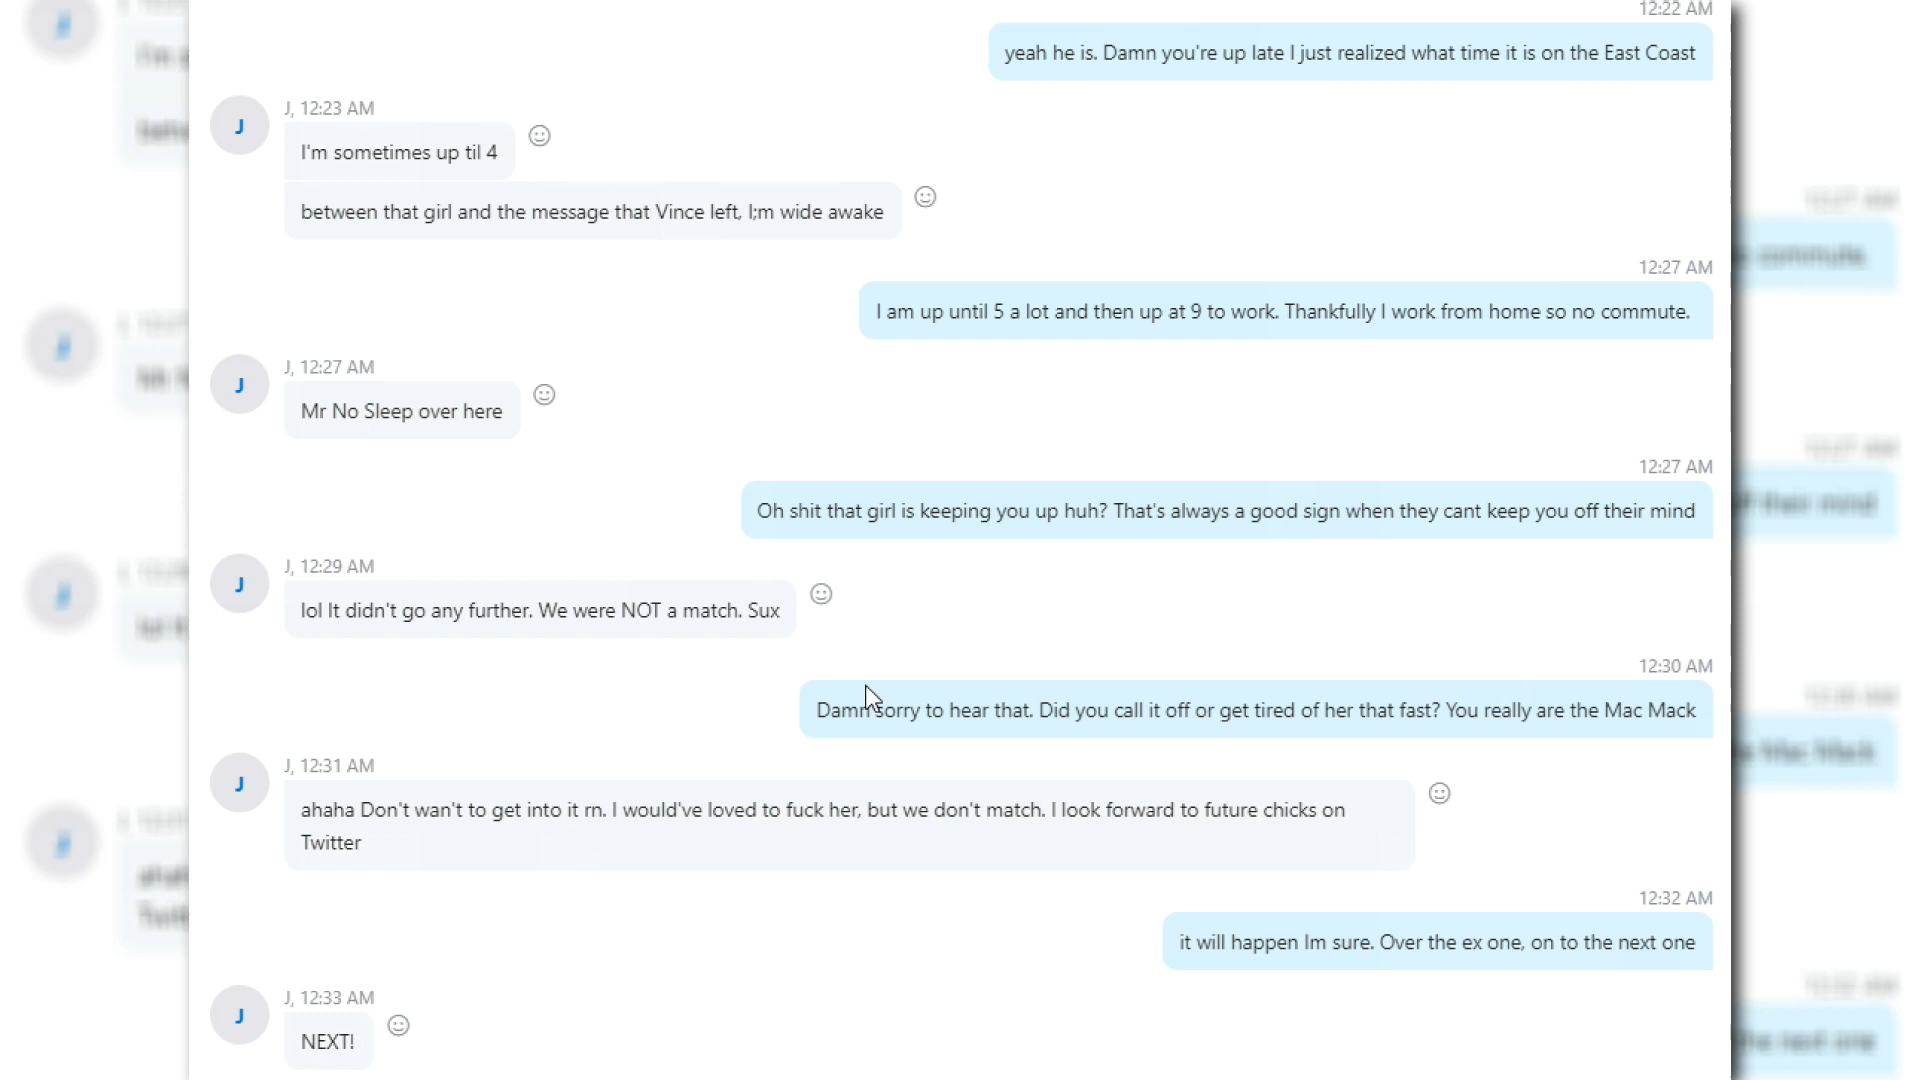 12:22 AM
yeah he is. Damn you're up late I just realized what time it is on the East Coast
J, 12:23 AM
J
I'm sometimes up til 4
between that girl and the message that Vince left, I;m wide awake
12:27 AM
I am up until 5 a lot and then up at 9 to work. Thankfully I work from home so no commute.
J, 12:27 AM
J
Mr No Sleep over here
12:27 AM
Oh shit that girl is keeping you up huh? That's always a good sign when they cant keep you off their mind
J, 12:29 AM
J
lol It didn't go any further. We were NOT a match. Sux
12:30 AM
Damn sorry to hear that. Did you call it off or get tired of her that fast? You really are the Mac Mack
J, 12:31 AM
J
ahaha Don't wan't to get into it rn. I would've loved to fuck her, but we don't match. I look forward to future chicks on
Twitter
12:32 AM
it will happen Im sure. Over the ex one, on to the next one
J, 12:33 AM
J
NEXT!